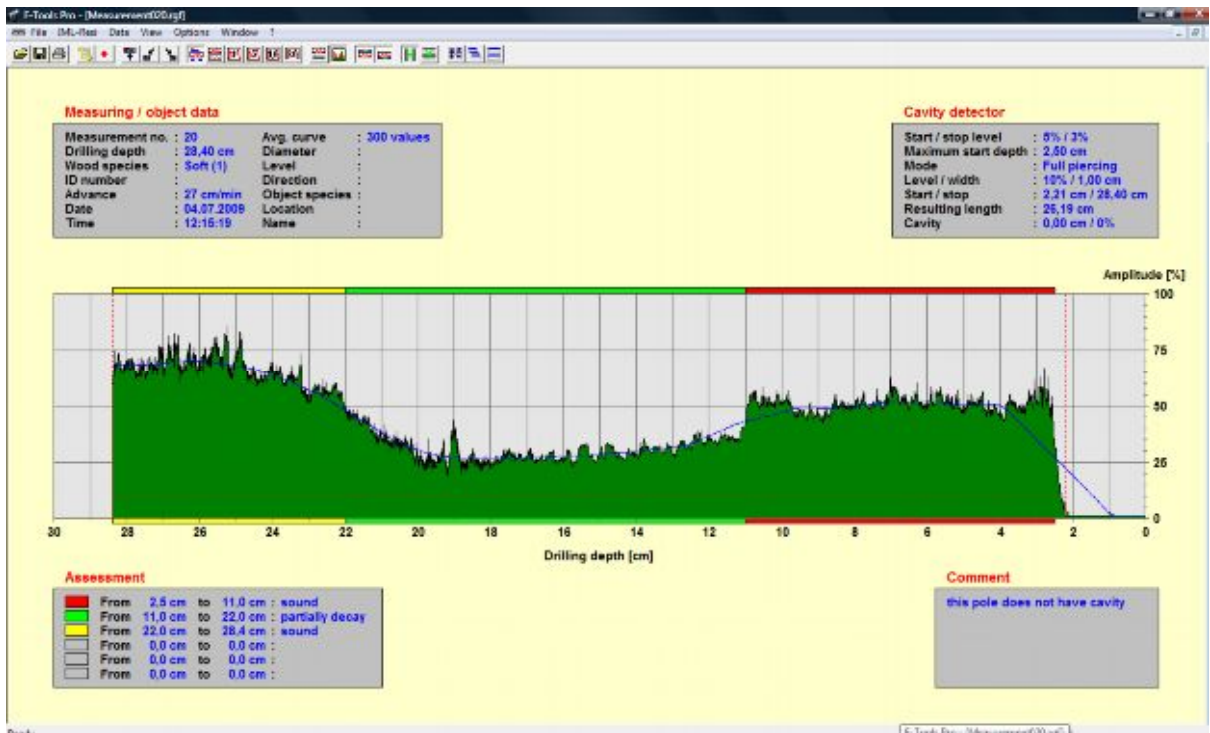 F-Tools Pro - [Measurement020.rgf]
File IML-Resi Data View Options Window ?
Measuring / object data
Measurement no. : 20 Avg. curve : 300 values
Drilling depth : 28,40 cm Diameter :
Wood species : Soft (1) Level :
ID number : Direction :
Advance : 27 cm/min Object species :
Date : 04.07.2009 Location :
Time : 12:15:19 Name :
Cavity detector
Start / stop level : 5% / 3%
Maximum start depth : 2,50 cm
Mode : Full piercing
Level / width : 10% / 1,00 cm
Start / stop : 2,21 cm / 28,40 cm
Resulting length : 26,19 cm
Cavity : 0,00 cm / 0%
Amplitude [%]
100
75
50
25
0
30 28 26 24 22 20 18 16 14 12 10 8 6 4 2 0
Drilling depth [cm]
Assessment
From 2,5 cm to 11,0 cm : sound
From 11,0 cm to 22,0 cm : partially decay
From 22,0 cm to 28,4 cm : sound
From 0,0 cm to 0,0 cm :
From 0,0 cm to 0,0 cm :
From 0,0 cm to 0,0 cm :
Comment
this pole does not have cavity